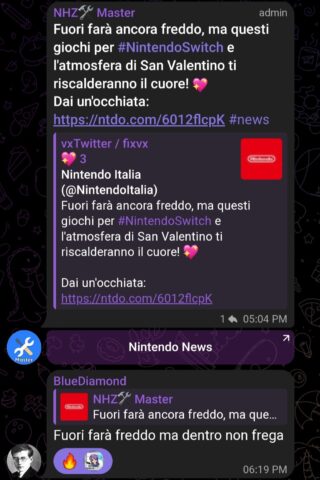 NHZ🛠 Master admin
Fuori farà ancora freddo, ma questi
giochi per #NintendoSwitch e
l'atmosfera di San Valentino ti
riscalderanno il cuore! 💖
Dai un'occhiata:
https://ntdo.com/6012flcpK #news
vxTwitter / fixvx
💖 3
Nintendo Italia
(@NintendoItalia)
Nintendo
Fuori farà ancora freddo, ma questi
giochi per #NintendoSwitch e
l'atmosfera di San Valentino ti
riscalderanno il cuore! 💖
Dai un'occhiata:
https://ntdo.com/6012flcpK
1 05:04 PM
Master
Nintendo News
BlueDiamond
NHZ🛠 Master
Fuori farà ancora freddo, ma que...
Fuori farà freddo ma dentro non frega
🔥
06:19 PM